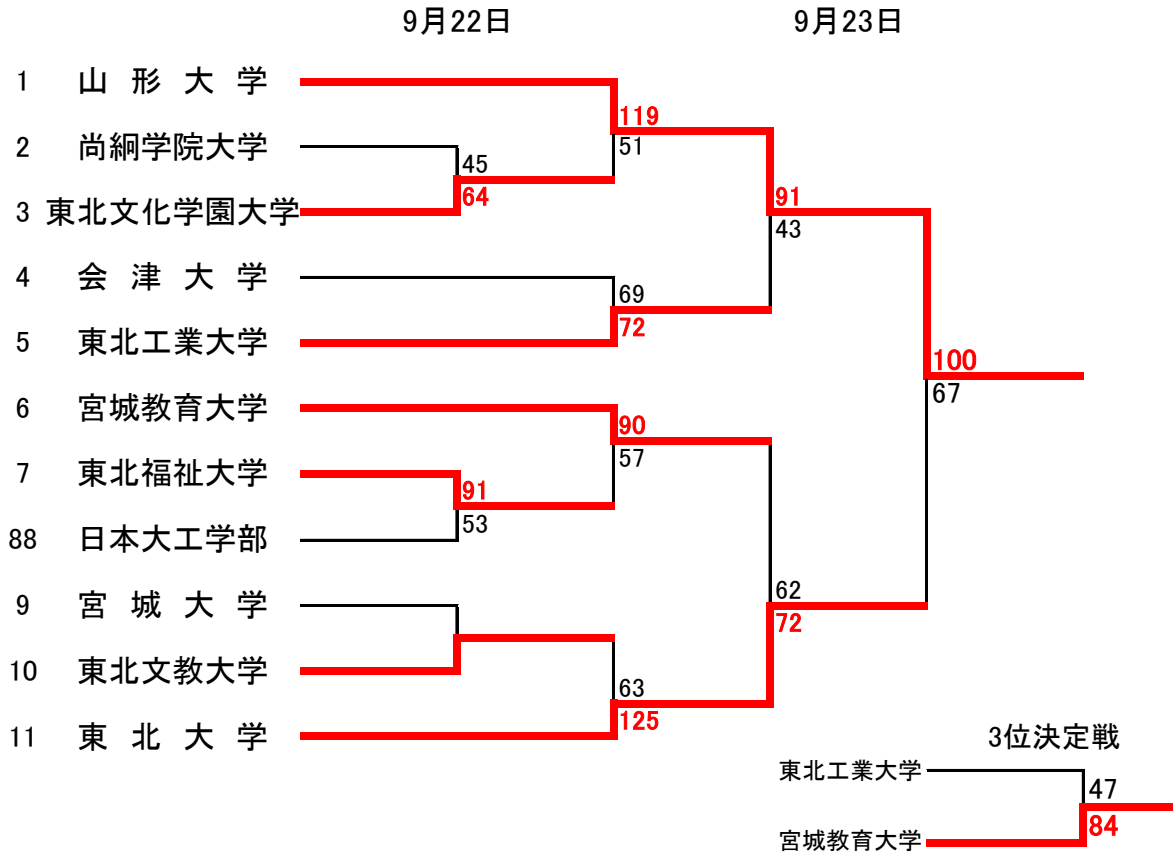 9月22日
9月23日
1 山形大学
119
2 尚絅学院大学
45
51
3 東北文化学園大学
64
91
43
4 会津大学
69
5 東北工業大学
72
100
67
6 宮城教育大学
90
7 東北福祉大学
91
57
88 日本大工学部
53
9 宮城大学
62
72
10 東北文教大学
63
11 東北大学
125
3位決定戦
東北工業大学
47
宮城教育大学
84